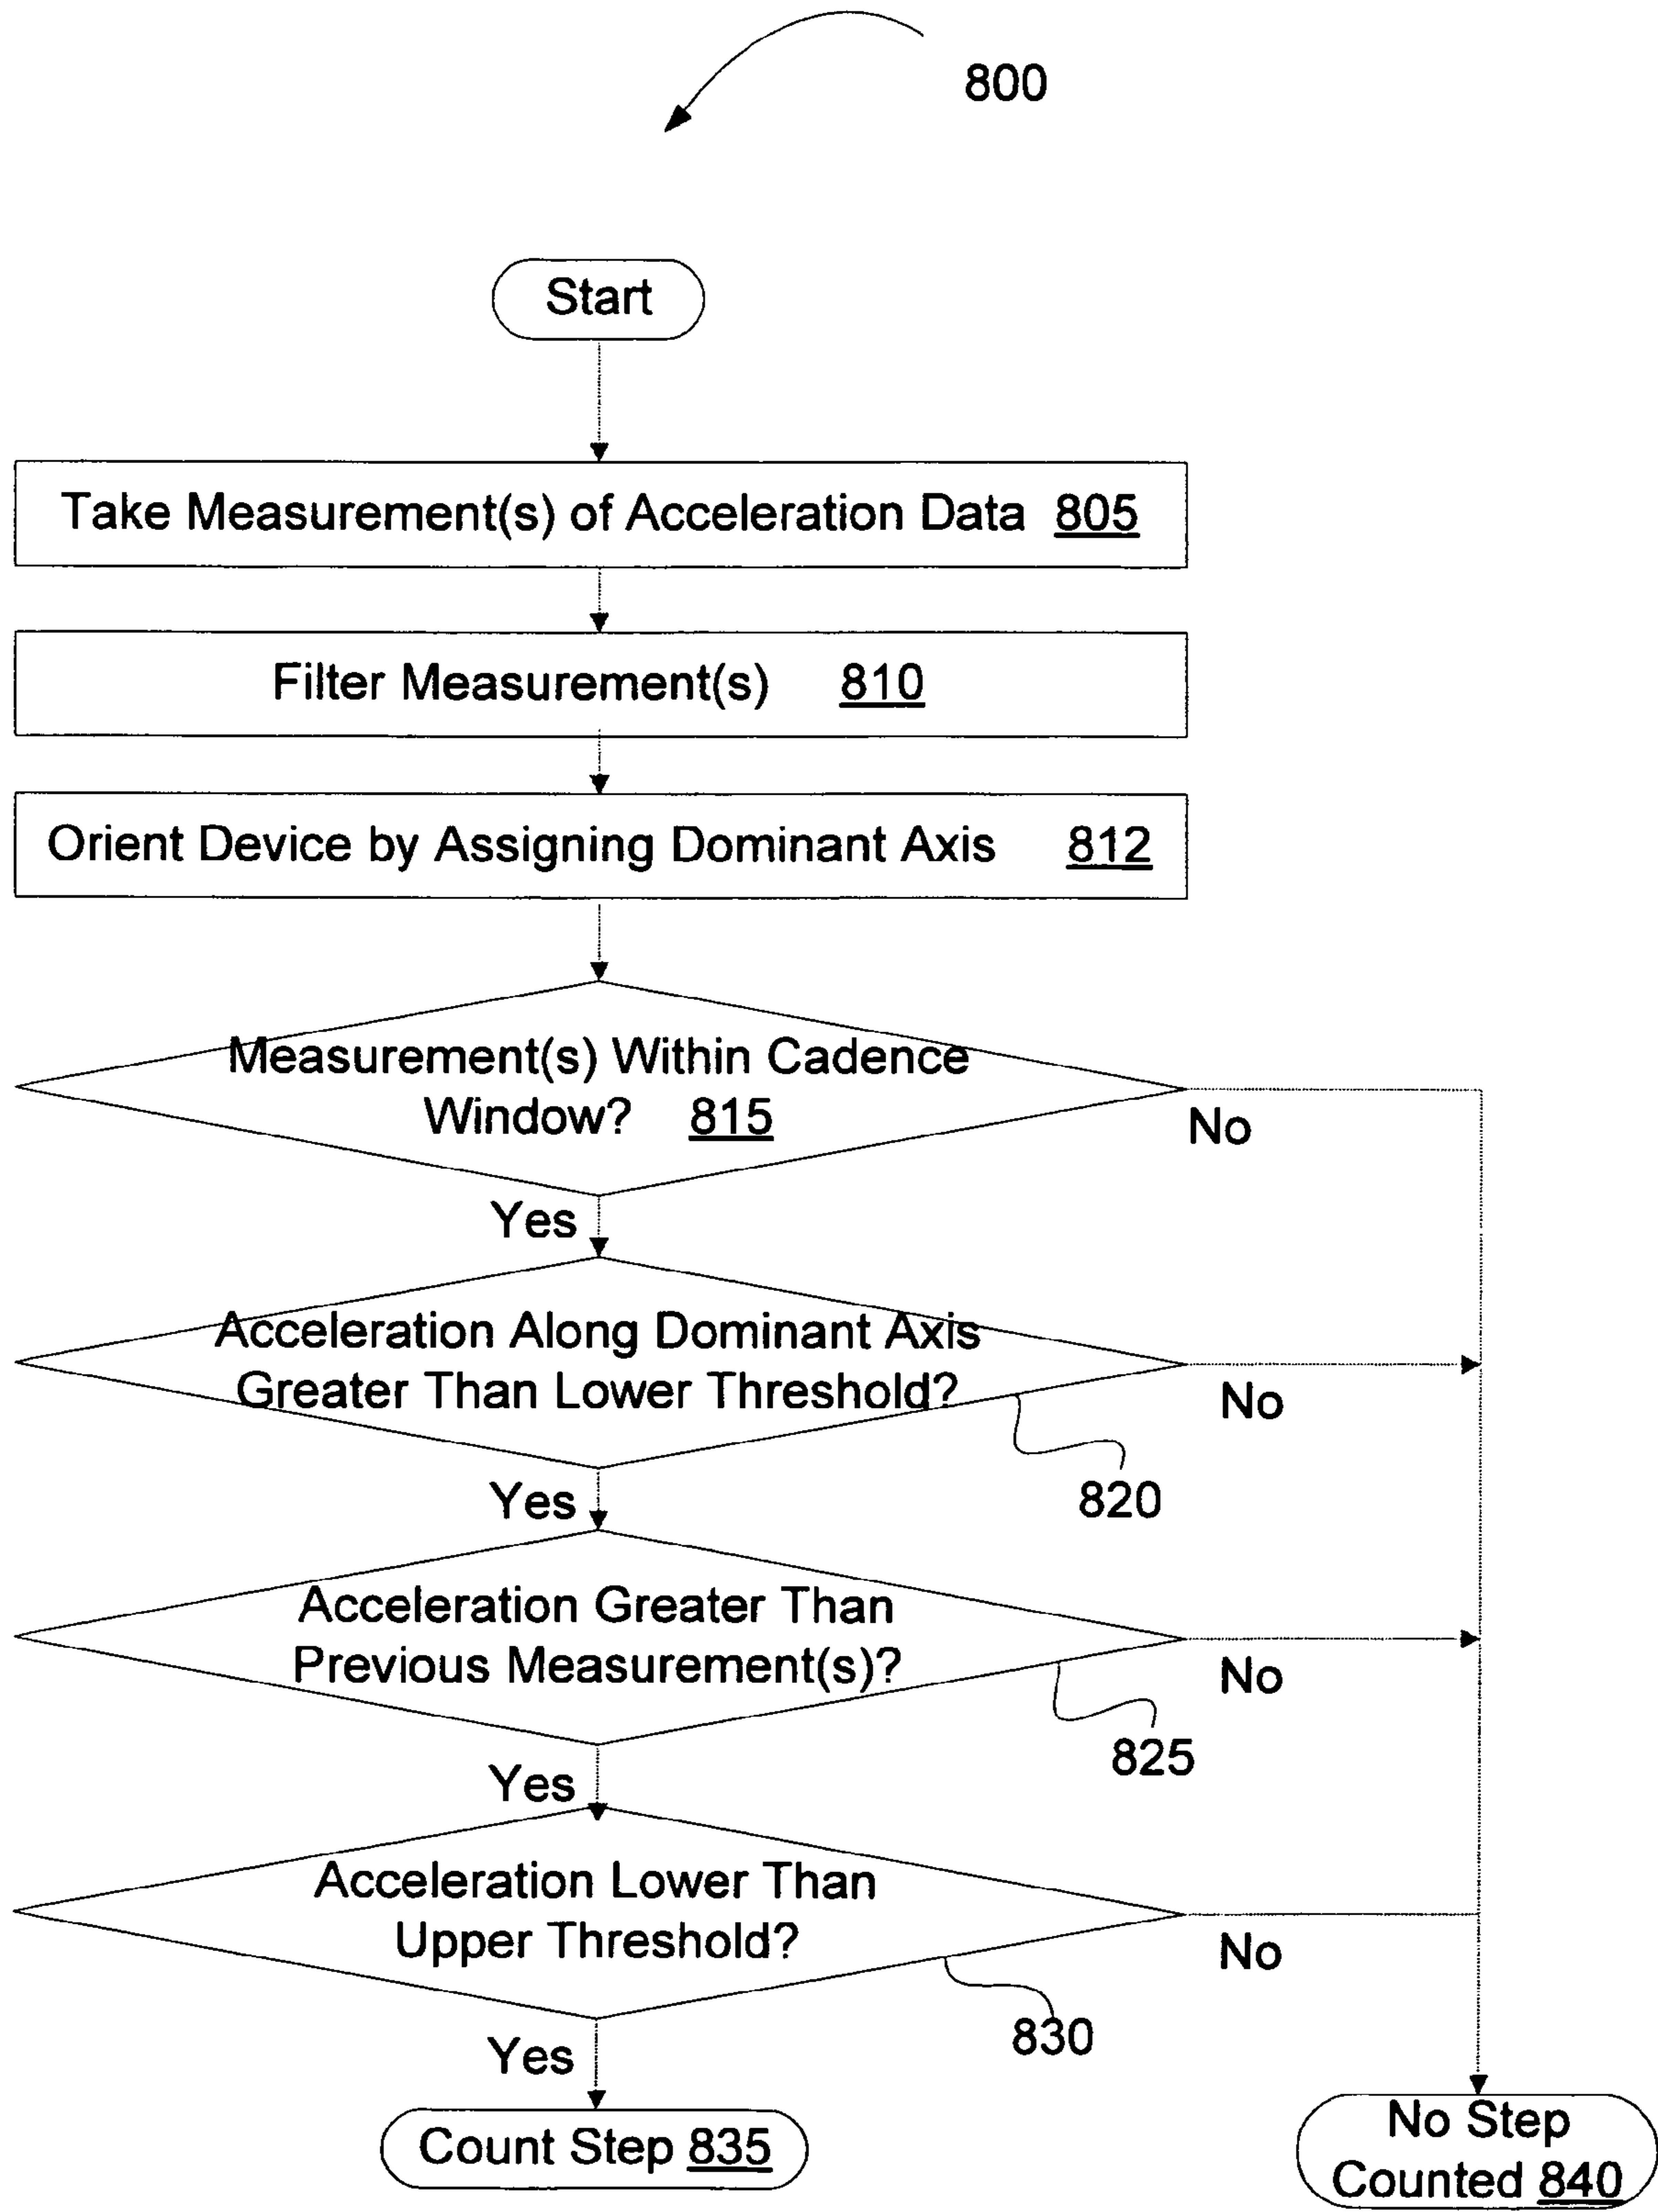 800
Start
Take Measurement(s) of Acceleration Data 805
Filter Measurement(s) 810
Orient Device by Assigning Dominant Axis 812
Measurement(s) Within Cadence
Window? 815
No
Yes
Acceleration Along Dominant Axis
Greater Than Lower Threshold?
No
820
Yes
Acceleration Greater Than
Previous Measurement(s)?
No
825
Yes
Acceleration Lower Than
Upper Threshold?
No
830
Yes
Count Step 835
No Step
Counted 840